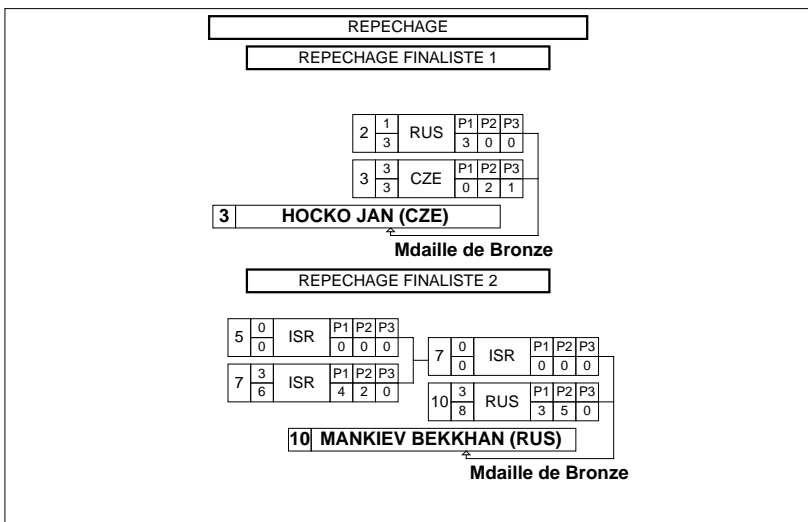 REPECHAGE
REPECHAGE FINALISTE 1
2 1 RUS P1 P2 P3
3 3 0 0
3 3 CZE P1 P2 P3
3 0 2 1
3 HOCKO JAN (CZE)
Mdaille de Bronze
REPECHAGE FINALISTE 2
5 0 ISR P1 P2 P3
0 0 0 0
7 0 ISR P1 P2 P3
0 0 0 0
7 3 ISR P1 P2 P3
6 4 2 0
10 3 RUS P1 P2 P3
8 3 5 0
10 MANKIEV BEKKHAN (RUS)
Mdaille de Bronze